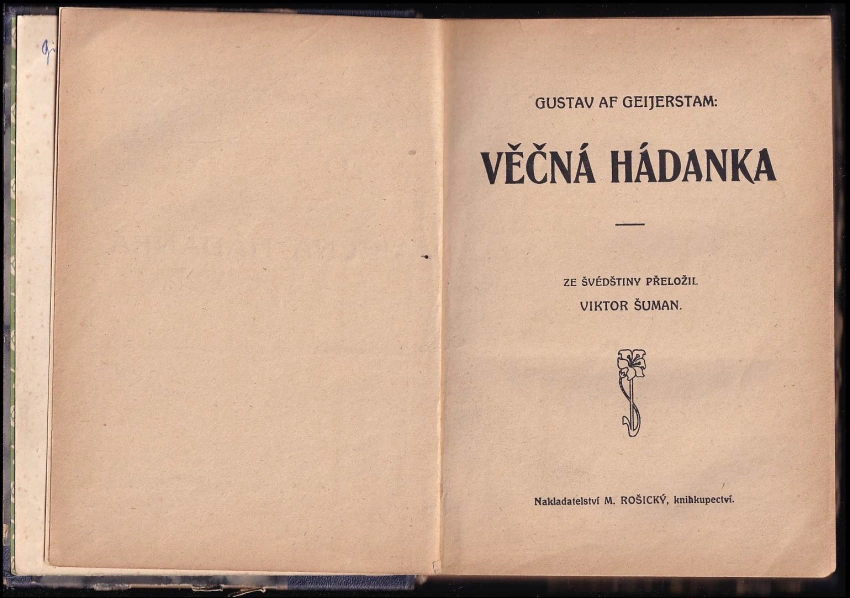 GUSTAV AF GEIJERSTAM:
VĚČNÁ HÁDANKA
ZE ŠVÉDŠTINY PŘELOŽIL
VIKTOR ŠUMAN.
Nakladatelství M. ROŠICKÝ, knihkupectví.